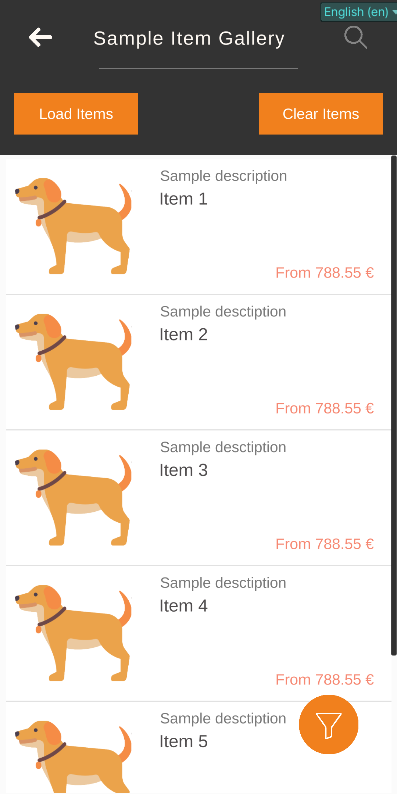 English (en)
Sample Item Gallery
Load Items
Clear Items
Sample description
Item 1
From 788.55 €
Sample desctiption
Item 2
From 788.55 €
Sample desctiption
Item 3
From 788.55 €
Sample desctiption
Item 4
From 788.55 €
Sample desctiption
Item 5